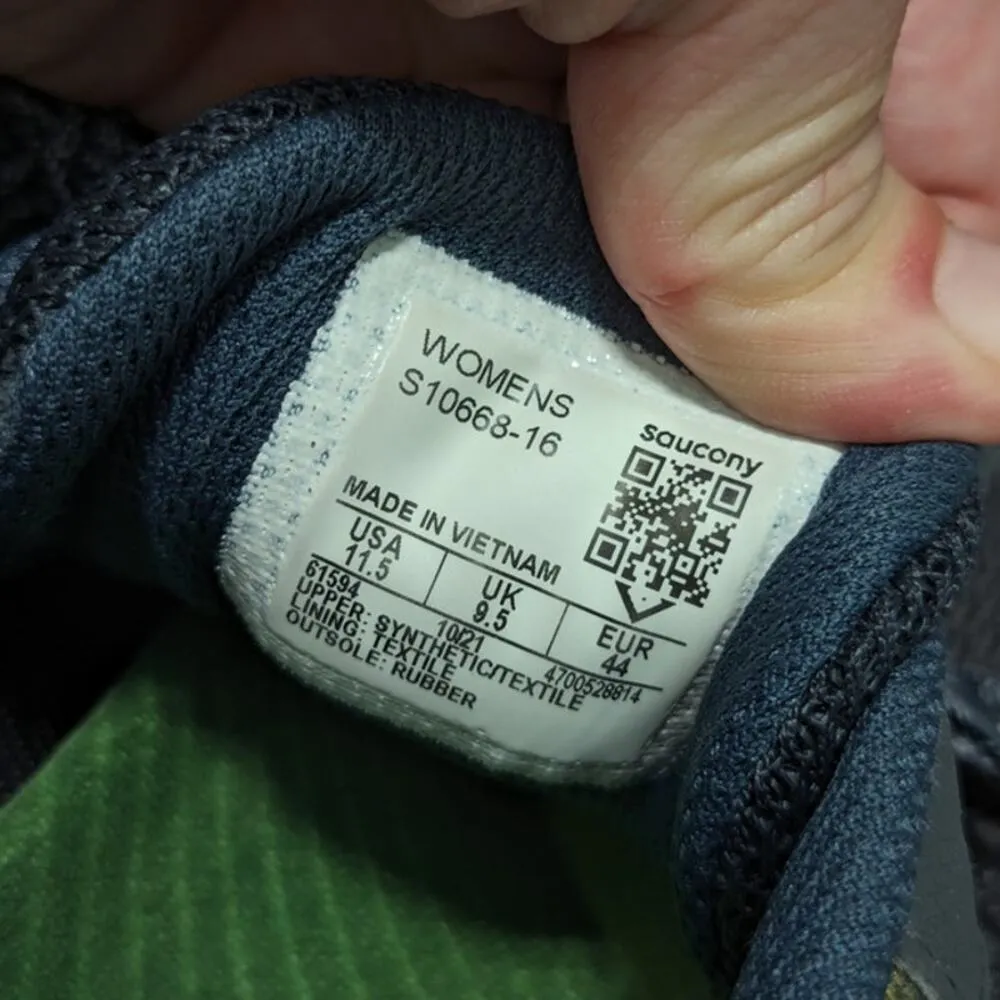 WOMENS
S10668-16
saucony
MADE IN VIETNAM
USA UK EUR
11.5 9.5 44
61594 10/21 4700528814
UPPER: SYNTHETIC/TEXTILE
LINING: TEXTILE
OUTSOLE: RUBBER